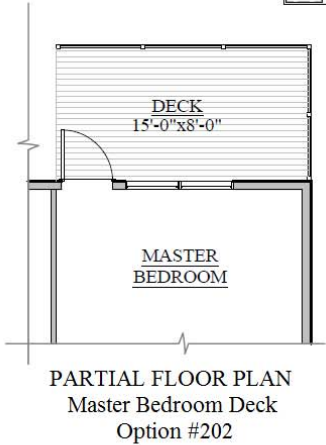 DECK
15'-0"x8'-0"
MASTER
BEDROOM
PARTIAL FLOOR PLAN
Master Bedroom Deck
Option #202